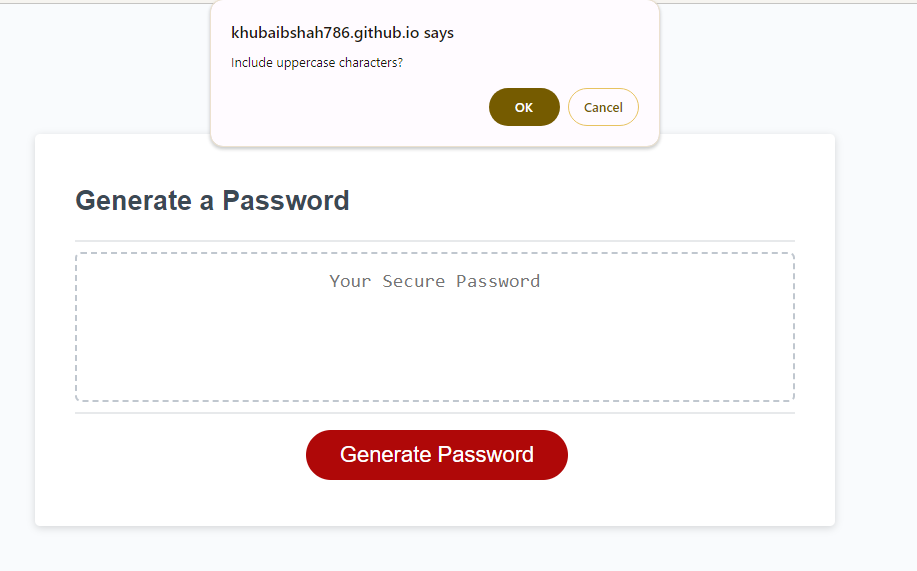 khubaibshah786.github.io says
Include uppercase characters?
OK
Cancel
Generate a Password
Your Secure Password
Generate Password